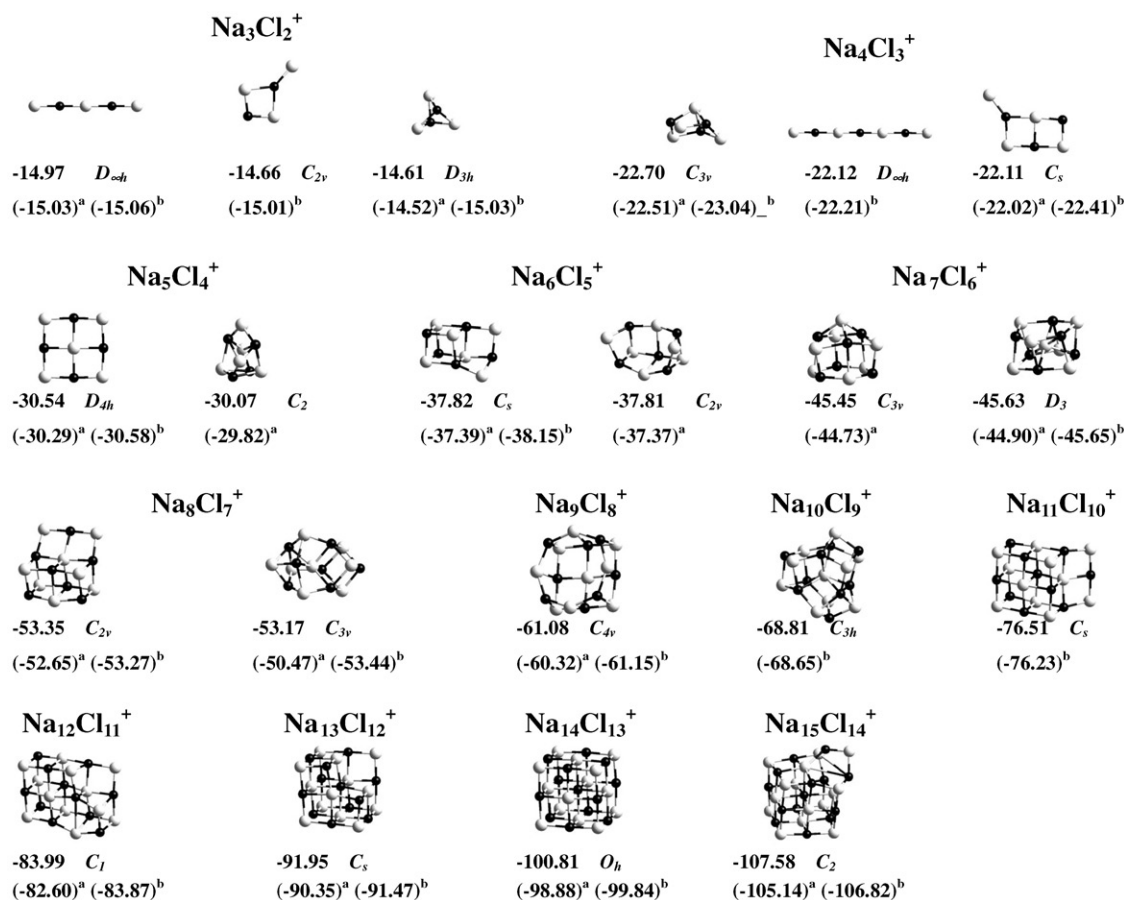 Na₃Cl₂⁺ Na₄Cl₃⁺
-14.97 D∞h -14.66 C2v -14.61 D3h -22.70 C3v -22.12 D∞h -22.11 Cs
(-15.03)ᵃ (-15.06)ᵇ (-15.01)ᵇ (-14.52)ᵃ (-15.03)ᵇ (-22.51)ᵃ (-23.04)_ᵇ (-22.21)ᵇ (-22.02)ᵃ (-22.41)ᵇ
Na₅Cl₄⁺ Na₆Cl₅⁺ Na₇Cl₆⁺
-30.54 D4h -30.07 C2 -37.82 Cs -37.81 C2v -45.45 C3v -45.63 D3
(-30.29)ᵃ (-30.58)ᵇ (-29.82)ᵃ (-37.39)ᵃ (-38.15)ᵇ (-37.37)ᵃ (-44.73)ᵃ (-44.90)ᵃ (-45.65)ᵇ
Na₈Cl₇⁺ Na₉Cl₈⁺ Na₁₀Cl₉⁺ Na₁₁Cl₁₀⁺
-53.35 C2v -53.17 C3v -61.08 C4v -68.81 C3h -76.51 Cs
(-52.65)ᵃ (-53.27)ᵇ (-50.47)ᵃ (-53.44)ᵇ (-60.32)ᵃ (-61.15)ᵇ (-68.65)ᵇ (-76.23)ᵇ
Na₁₂Cl₁₁⁺ Na₁₃Cl₁₂⁺ Na₁₄Cl₁₃⁺ Na₁₅Cl₁₄⁺
-83.99 C1 -91.95 Cs -100.81 Oh -107.58 C2
(-82.60)ᵃ (-83.87)ᵇ (-90.35)ᵃ (-91.47)ᵇ (-98.88)ᵃ (-99.84)ᵇ (-105.14)ᵃ (-106.82)ᵇ